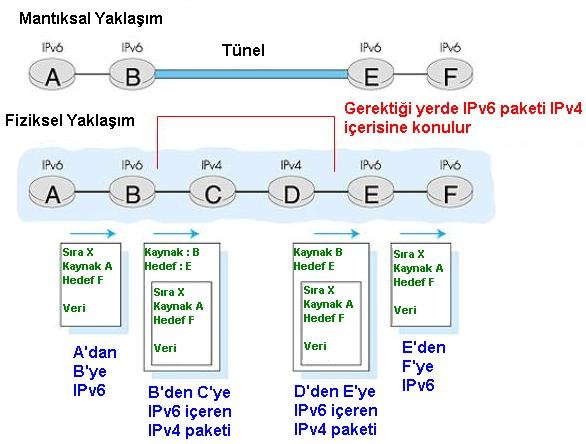 Mantıksal Yaklaşım
IPv6 IPv6 Tünel IPv6 IPv6
A B E F
Fiziksel Yaklaşım
Gerektiği yerde IPv6 paketi IPv4
içerisine konulur
IPv6 IPv6 IPv4 IPv4 IPv6 IPv6
A B C D E F
Sıra X
Kaynak A
Hedef F
Veri
A'dan
B'ye
IPv6
Kaynak : B
Hedef : E
Sıra X
Kaynak A
Hedef F
Veri
B'den C'ye
IPv6 içeren
IPv4 paketi
Kaynak B
Hedef E
Sıra X
Kaynak A
Hedef F
Veri
D'den E'ye
IPv6 içeren
IPv4 paketi
Sıra X
Kaynak A
Hedef F
Veri
E'den
F'ye
IPv6